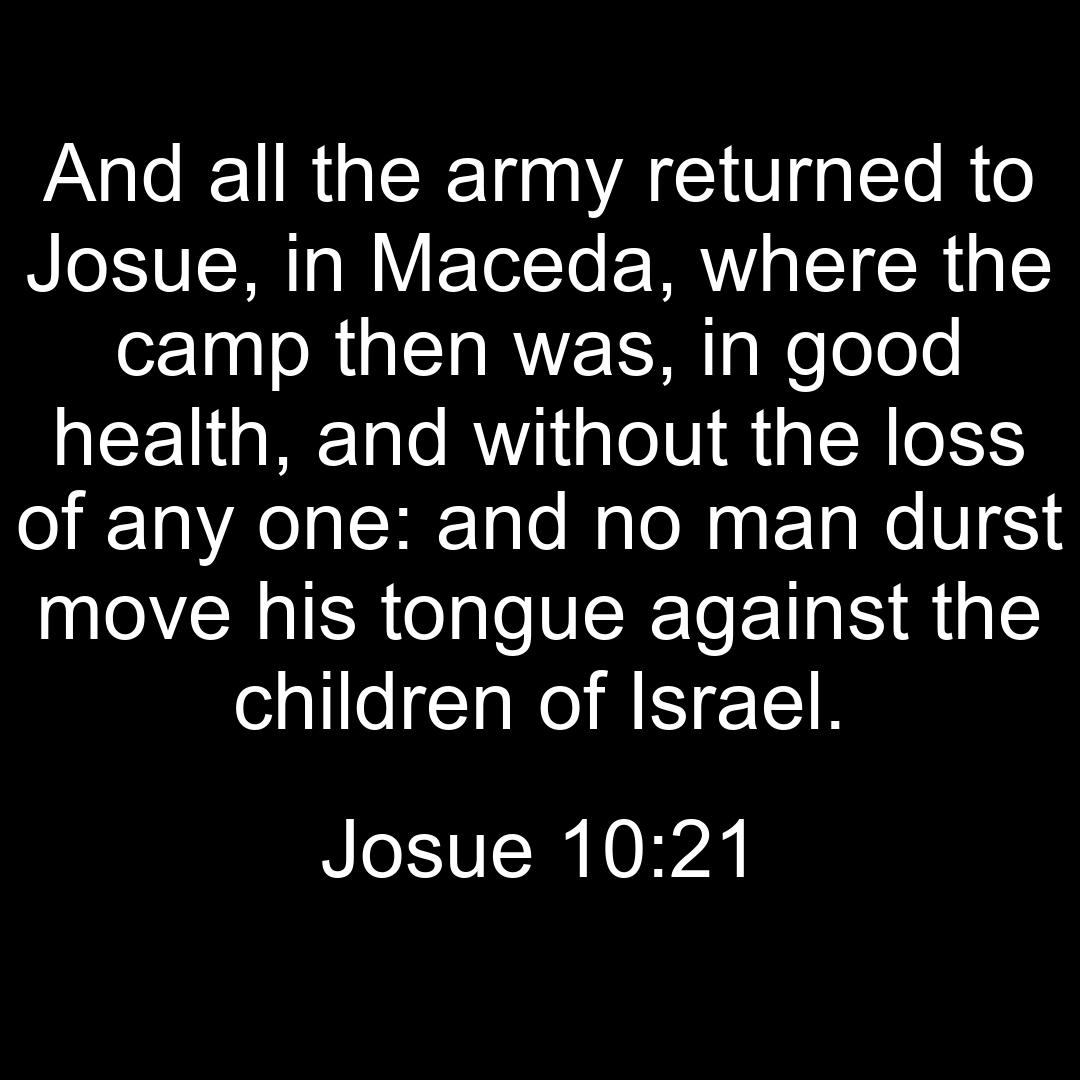 And all the army returned to
Josue, in Maceda, where the
camp then was, in good
health, and without the loss
of any one: and no man durst
move his tongue against the
children of Israel.
Josue 10:21